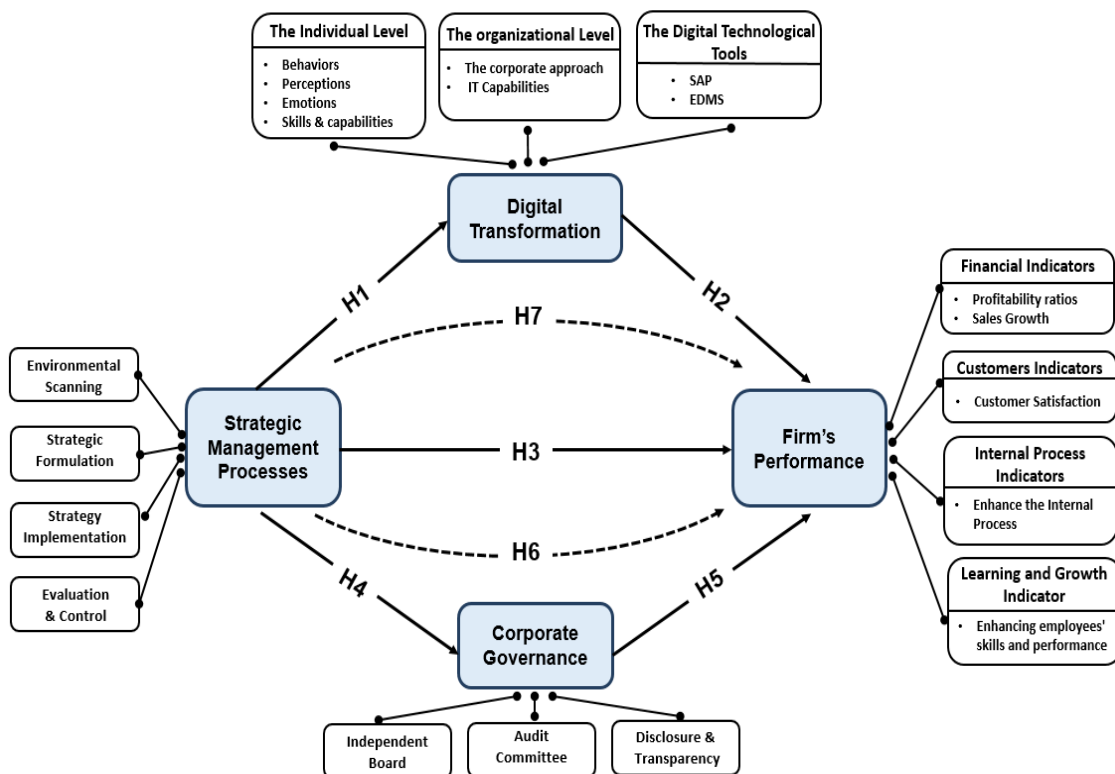 The Individual Level
• Behaviors
• Perceptions
• Emotions
• Skills & capabilities
The organizational Level
• The corporate approach
• IT Capabilities
The Digital Technological
Tools
• SAP
• EDMS
Digital
Transformation
H1
H2
H7
Environmental
Scanning
Strategic
Formulation
Strategy
Implementation
Evaluation
& Control
Strategic
Management
Processes
H3
Firm's
Performance
Financial Indicators
• Profitability ratios
• Sales Growth
Customers Indicators
• Customer Satisfaction
Internal Process
Indicators
• Enhance the Internal
Process
Learning and Growth
Indicator
• Enhancing employees'
skills and performance
H6
H4
H5
Corporate
Governance
Independent
Board
Audit
Committee
Disclosure &
Transparency